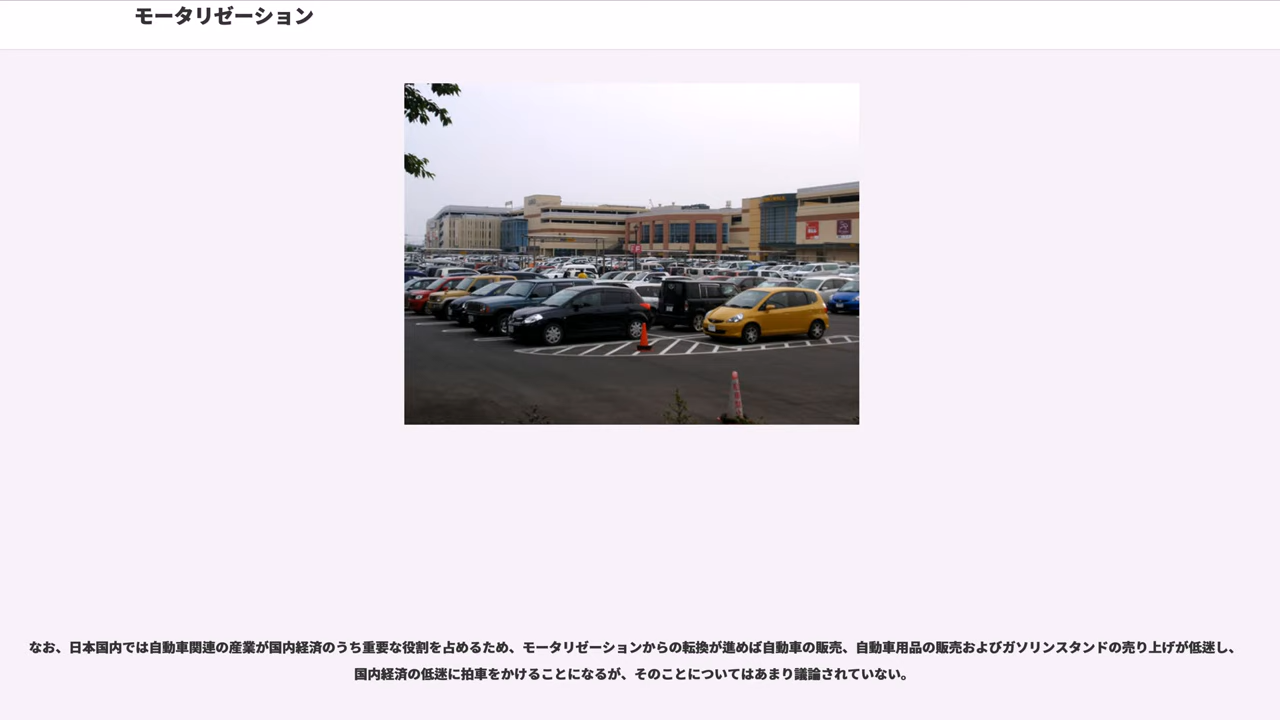 モータリゼーション
なお、日本国内では自動車関連の産業が国内経済のうち重要な役割を占めるため、モータリゼーションからの転換が進めば自動車の販売、自動車用品の販売およびガソリンスタンドの売り上げが低迷し、
国内経済の低迷に拍車をかけることになるが、そのことについてはあまり議論されていない。